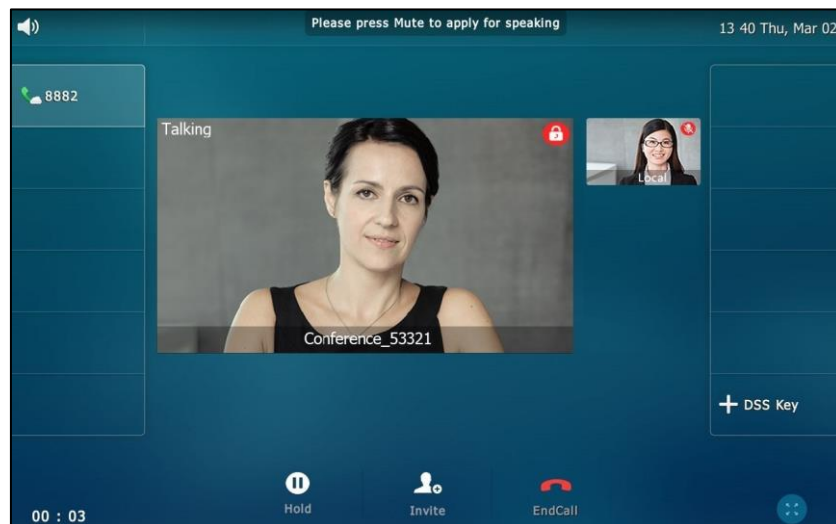 Please press Mute to apply for speaking
13 40 Thu, Mar 02
8882
Talking
Local
Conference_53321
DSS Key
Hold
Invite
EndCall
00 : 03